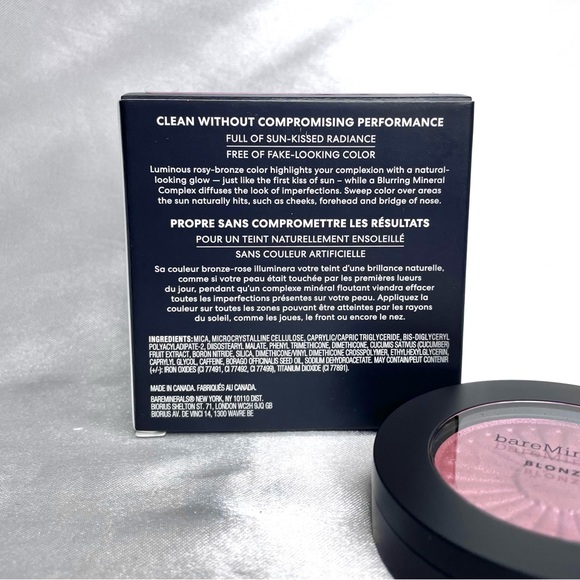 CLEAN WITHOUT COMPROMISING PERFORMANCE
FULL OF SUN-KISSED RADIANCE
FREE OF FAKE-LOOKING COLOR
Luminous rosy-bronze color highlights your complexion with a natural-
looking glow — just like the first kiss of sun – while a Blurring Mineral
Complex diffuses the look of imperfections. Sweep color over areas
the sun naturally hits, such as cheeks, forehead and bridge of nose.
PROPRE SANS COMPROMETTRE LES RÉSULTATS
POUR UN TEINT NATURELLEMENT ENSOLEILLÉ
SANS COULEUR ARTIFICIELLE
Sa couleur bronze-rose illuminera votre teint d'une brillance naturelle,
comme si votre peau était touchée par les premières lueurs
du jour, pendant qu'un complexe minéral floutant viendra effacer
toutes les imperfections présentes sur votre peau. Appliquez la
couleur sur toutes les zones pouvant être atteintes par les rayons
du soleil, comme les joues, le front ou encore le nez.
INGREDIENTS: MICA, MICROCRYSTALLINE CELLULOSE, CAPRYLIC/CAPRIC TRIGLYCERIDE, BIS-DIGLYCERYL
POLYACYLADIPATE-2, DIISOSTEARYL MALATE, PHENYL TRIMETHICONE, DIMETHICONE, CUCUMIS SATIVUS (CUCUMBER)
FRUIT EXTRACT, BORON NITRIDE, SILICA, DIMETHICONE/VINYL DIMETHICONE CROSSPOLYMER, ETHYLHEXYLGLYCERIN,
CAPRYLYL GLYCOL, CAFFEINE, BORAGO OFFICINALIS SEED OIL, SODIUM DEHYDROACETATE. MAY CONTAIN/PEUT CONTENIR
(+/-): IRON OXIDES (CI 77491, CI 77492, CI 77499), TITANIUM DIOXIDE (CI 77891).
MADE IN CANADA. FABRIQUÉS AU CANADA.
BAREMINERALS® NEW YORK, NY 10110 DIST.
BIORIUS SHELTON ST. 71, LONDON WC2H 9JQ GB
BIORIUS AV. DE VINCI 14, 1300 WAVRE BE
bareMin
BLONZ